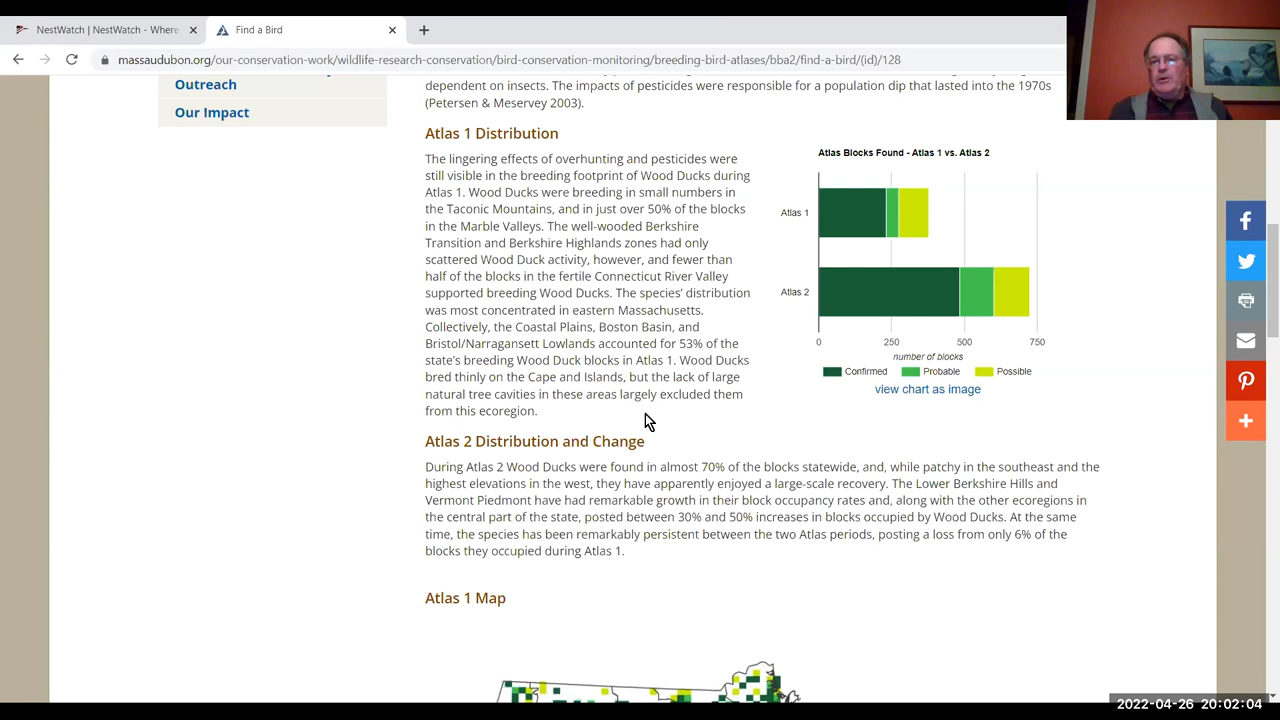 NestWatch | NestWatch - Where
Find a Bird
massaudubon.org/our-conservation-work/wildlife-research-conservation/bird-conservation-monitoring/breeding-bird-atlases/bba2/find-a-bird/(id)/128
Outreach
Our Impact
dependent on insects. The impacts of pesticides were responsible for a population dip that lasted into the 1970s
(Petersen & Meservey 2003).
Atlas 1 Distribution
The lingering effects of overhunting and pesticides were
still visible in the breeding footprint of Wood Ducks during
Atlas 1. Wood Ducks were breeding in small numbers in
the Taconic Mountains, and in just over 50% of the blocks
in the Marble Valleys. The well-wooded Berkshire
Transition and Berkshire Highlands zones had only
scattered Wood Duck activity, however, and fewer than
half of the blocks in the fertile Connecticut River Valley
supported breeding Wood Ducks. The species’ distribution
was most concentrated in eastern Massachusetts.
Collectively, the Coastal Plains, Boston Basin, and
Bristol/Narragansett Lowlands accounted for 53% of the
state’s breeding Wood Duck blocks in Atlas 1. Wood Ducks
bred thinly on the Cape and Islands, but the lack of large
natural tree cavities in these areas largely excluded them
from this ecoregion.
Atlas Blocks Found - Atlas 1 vs. Atlas 2
Atlas 1
Atlas 2
0 250 500 750
number of blocks
Confirmed Probable Possible
view chart as image
Atlas 2 Distribution and Change
During Atlas 2 Wood Ducks were found in almost 70% of the blocks statewide, and, while patchy in the southeast and the
highest elevations in the west, they have apparently enjoyed a large-scale recovery. The Lower Berkshire Hills and
Vermont Piedmont have had remarkable growth in their block occupancy rates and, along with the other ecoregions in
the central part of the state, posted between 30% and 50% increases in blocks occupied by Wood Ducks. At the same
time, the species has been remarkably persistent between the two Atlas periods, posting a loss from only 6% of the
blocks they occupied during Atlas 1.
Atlas 1 Map
2022-04-26 20:02:04